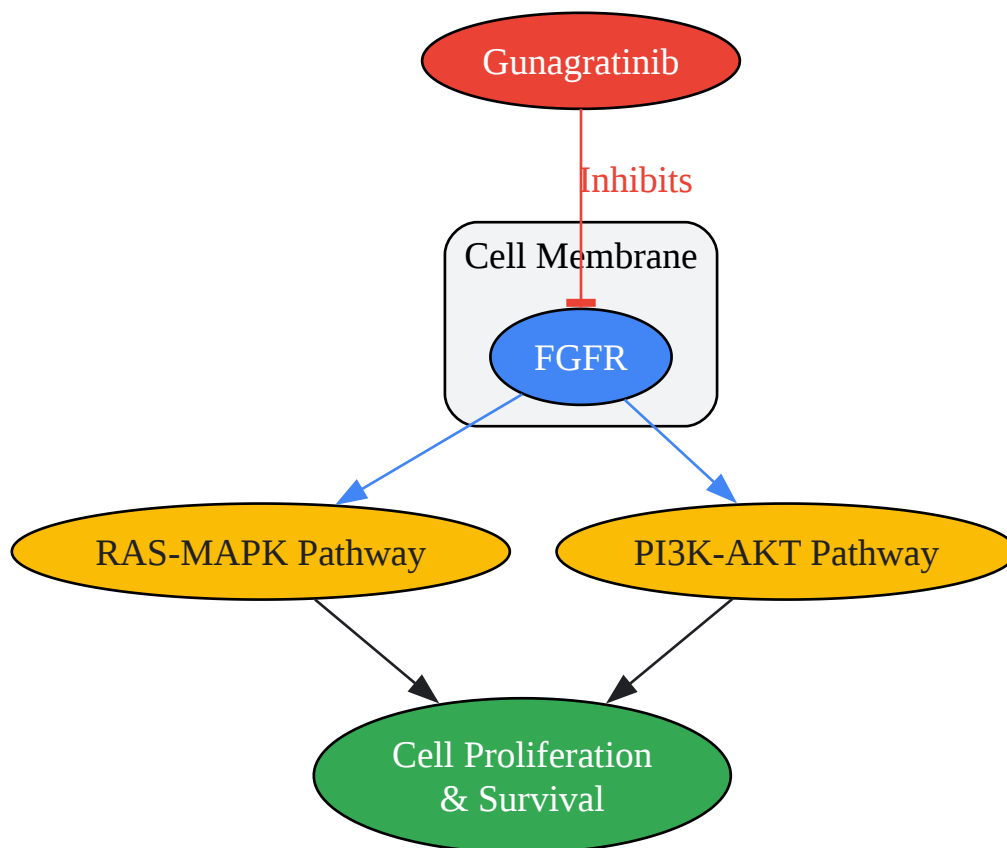 Gunagratinib
Inhibits
Cell Membrane
FGFR
RAS-MAPK Pathway
PI3K-AKT Pathway
Cell Proliferation
& Survival